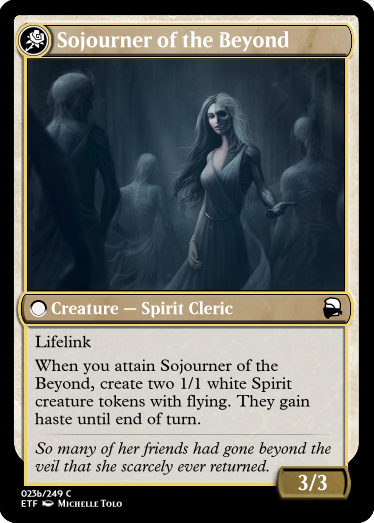 Sojourner of the Beyond
Creature — Spirit Cleric
Lifelink
When you attain Sojourner of the
Beyond, create two 1/1 white Spirit
creature tokens with flying. They gain
haste until end of turn.
So many of her friends had gone beyond the
veil that she scarcely ever returned.
3/3
023b/249 C
ETF Michelle Tolo